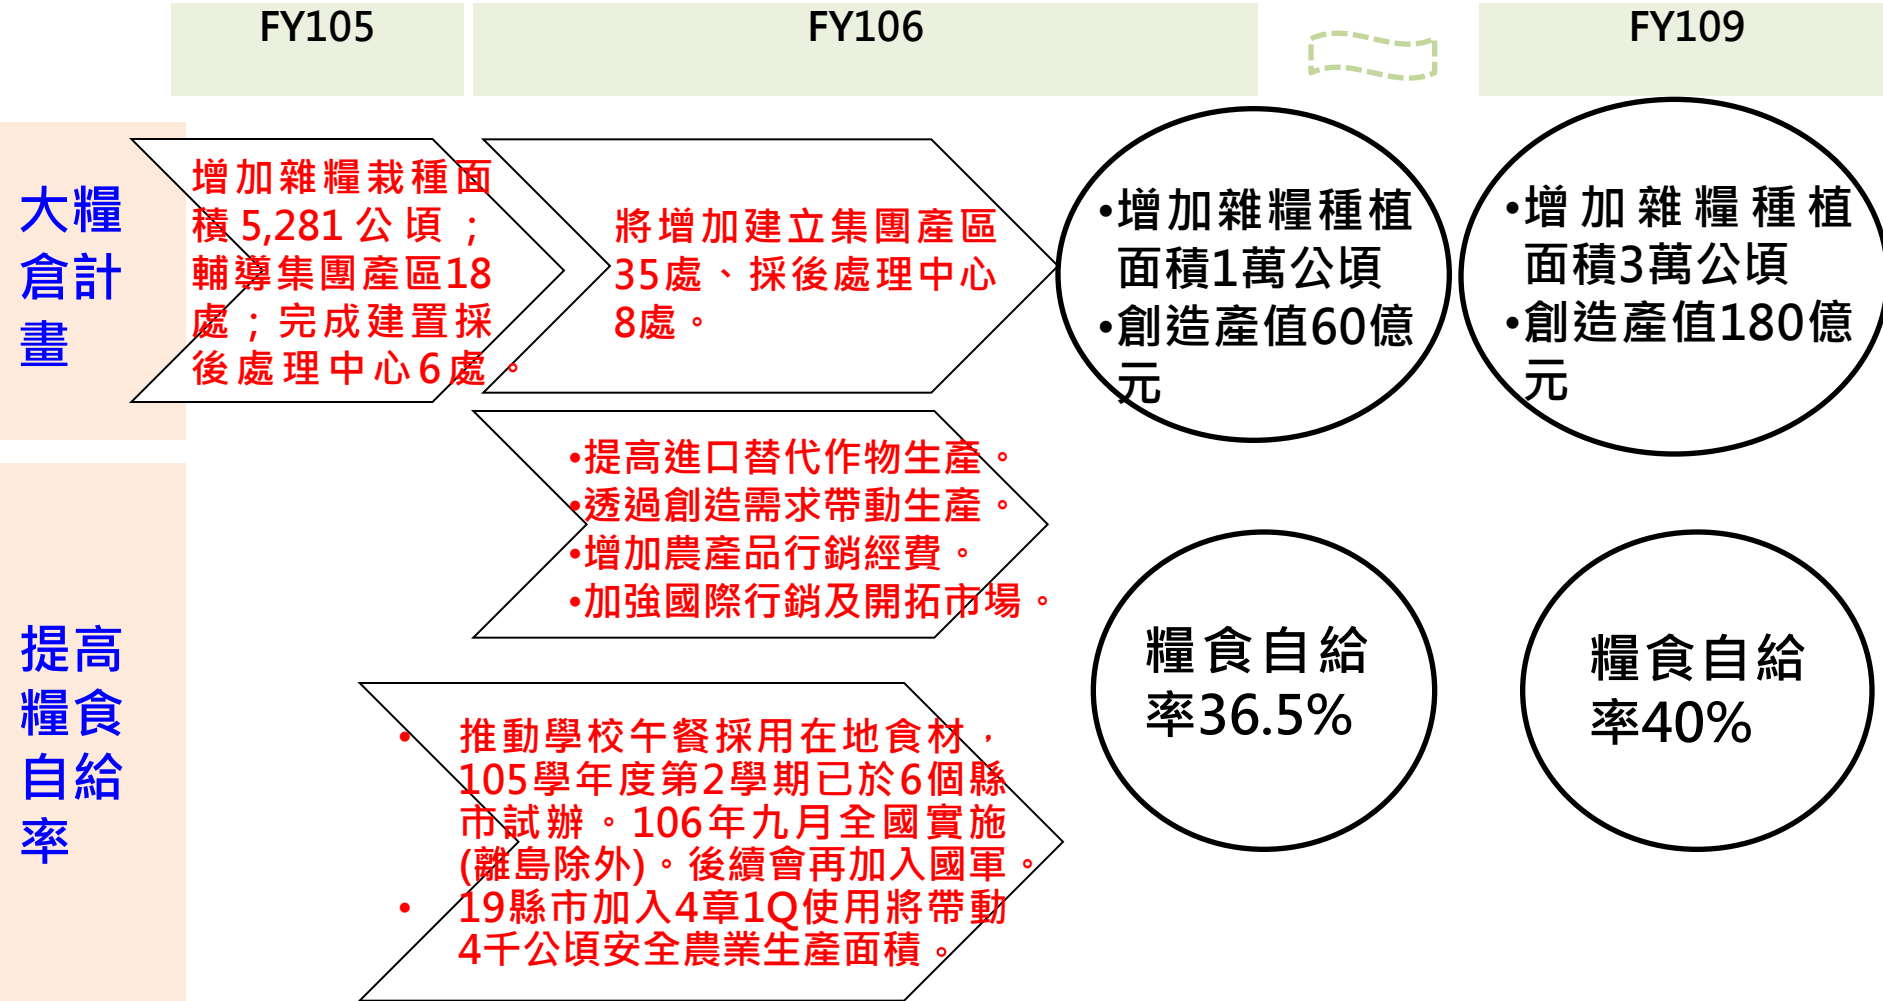 FY105
FY106
FY109
大糧
倉計
畫
增加雜糧栽種面
積5,281公頃；
輔導集團產區18
處；完成建置採
後處理中心6處。
將增加建立集團產區
35處、採後處理中心
8處。
•增加雜糧種植
面積1萬公頃
•創造產值60億
元
•增加雜糧種植
面積3萬公頃
•創造產值180億
元
•提高進口替代作物生產。
•透過創造需求帶動生產。
•增加農產品行銷經費。
•加強國際行銷及開拓市場。
提高
糧食
自給
率
• 推動學校午餐採用在地食材，
105學年度第2學期已於6個縣
市試辦。106年九月全國實施
(離島除外)。後續會再加入國軍。
• 19縣市加入4章1Q使用將帶動
4千公頃安全農業生產面積。
糧食自給
率36.5%
糧食自給
率40%